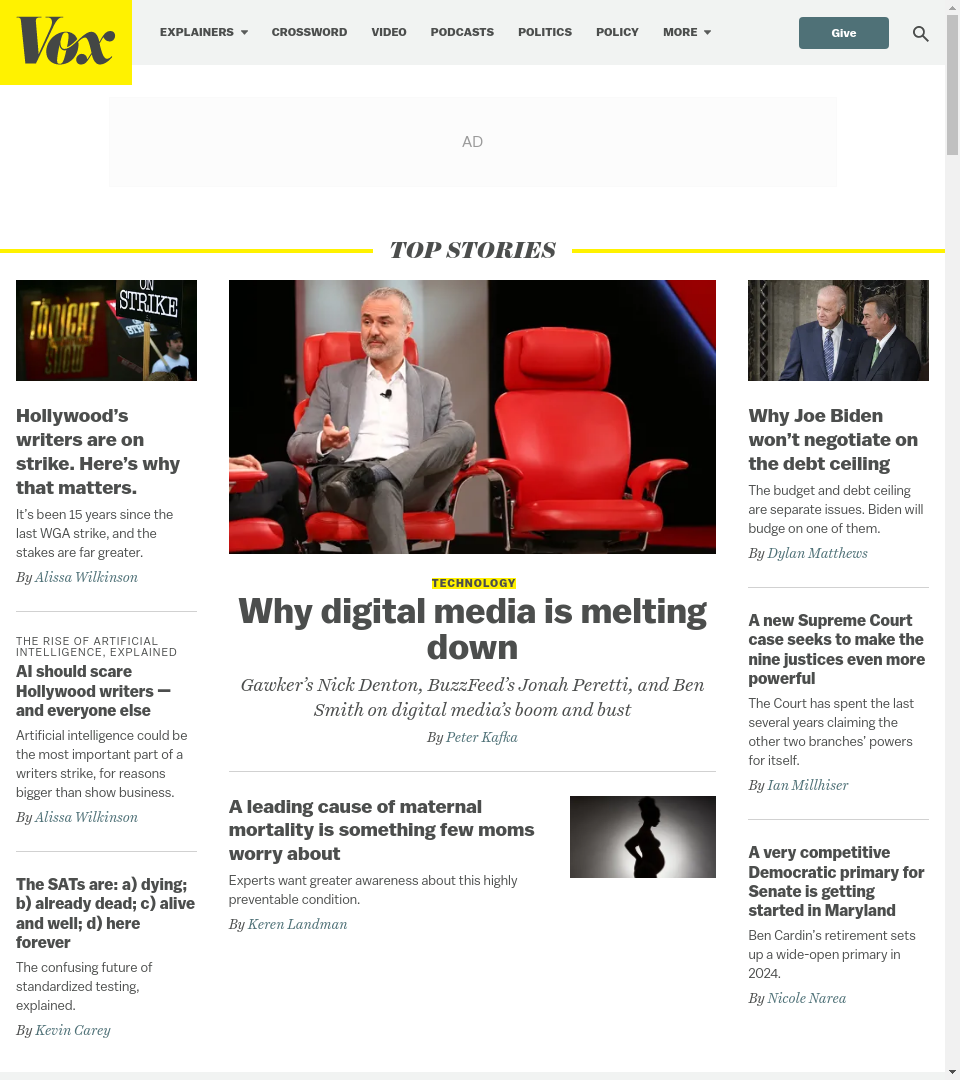 Vox
EXPLAINERS
CROSSWORD
VIDEO
PODCASTS
POLITICS
POLICY
MORE
Give
AD
TOP STORIES
TONIGHT
SHOW
ON
STRIKE
Hollywood's
writers are on
strike. Here's why
that matters.
It's been 15 years since the
last WGA strike, and the
stakes are far greater.
By Alissa Wilkinson
THE RISE OF ARTIFICIAL
INTELLIGENCE, EXPLAINED
AI should scare
Hollywood writers —
and everyone else
Artificial intelligence could be
the most important part of a
writers strike, for reasons
bigger than show business.
By Alissa Wilkinson
The SATs are: a) dying;
b) already dead; c) alive
and well; d) here
forever
The confusing future of
standardized testing,
explained.
By Kevin Carey
TECHNOLOGY
Why digital media is melting
down
Gawker's Nick Denton, BuzzFeed's Jonah Peretti, and Ben
Smith on digital media's boom and bust
By Peter Kafka
A leading cause of maternal
mortality is something few moms
worry about
Experts want greater awareness about this highly
preventable condition.
By Keren Landman
Why Joe Biden
won't negotiate on
the debt ceiling
The budget and debt ceiling
are separate issues. Biden will
budge on one of them.
By Dylan Matthews
A new Supreme Court
case seeks to make the
nine justices even more
powerful
The Court has spent the last
several years claiming the
other two branches' powers
for itself.
By Ian Millhiser
A very competitive
Democratic primary for
Senate is getting
started in Maryland
Ben Cardin's retirement sets
up a wide-open primary in
2024.
By Nicole Narea